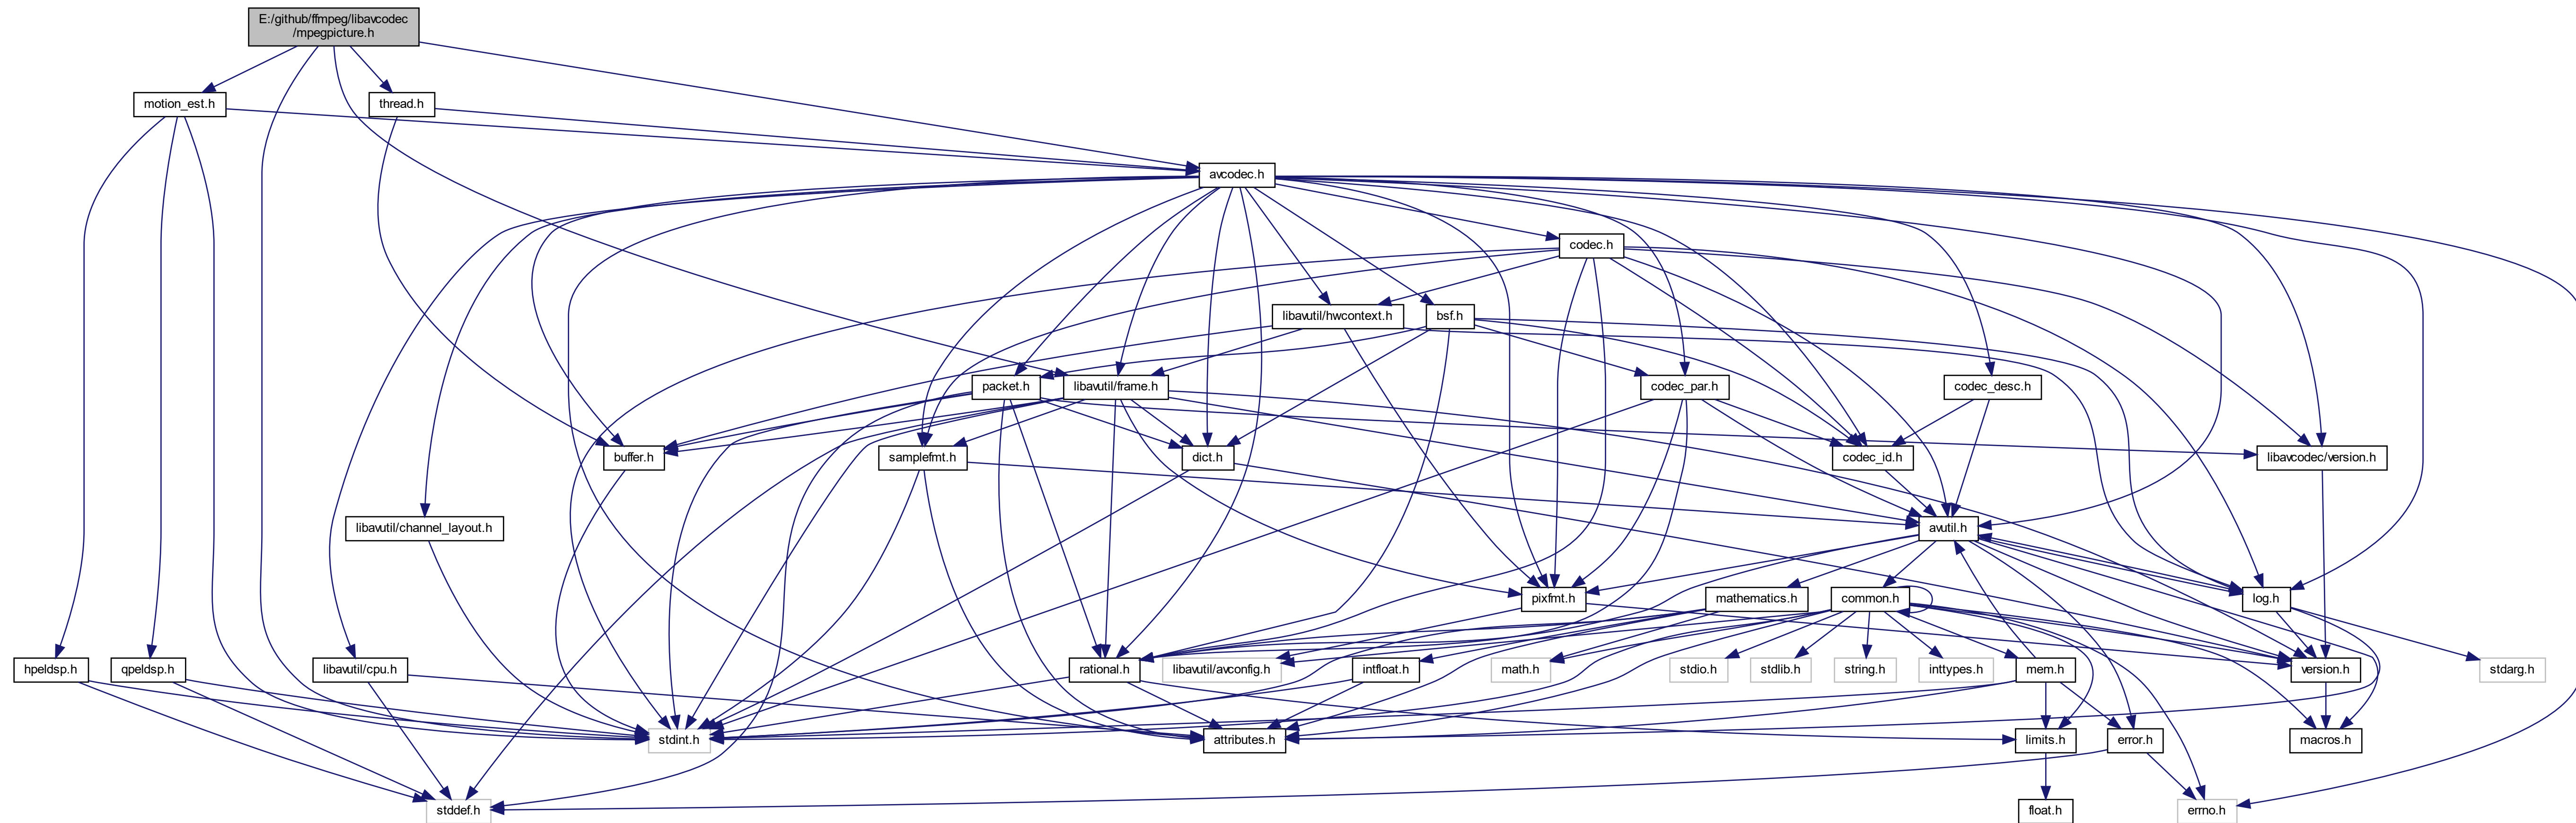 E:/github/ffmpeg/libavcodec
/mpegpicture.h
motion_est.h
thread.h
avcodec.h
codec.h
libavutil/hwcontext.h
bsf.h
packet.h
libavutil/frame.h
codec_par.h
codec_desc.h
buffer.h
samplefmt.h
dict.h
codec_id.h
libavcodec/version.h
libavutil/channel_layout.h
avutil.h
pixfmt.h
mathematics.h
common.h
log.h
hpeldsp.h
qpeldsp.h
libavutil/cpu.h
rational.h
libavutil/avconfig.h
intfloat.h
math.h
stdio.h
stdlib.h
string.h
inttypes.h
mem.h
version.h
stdarg.h
stdint.h
attributes.h
limits.h
error.h
macros.h
stddef.h
float.h
errno.h